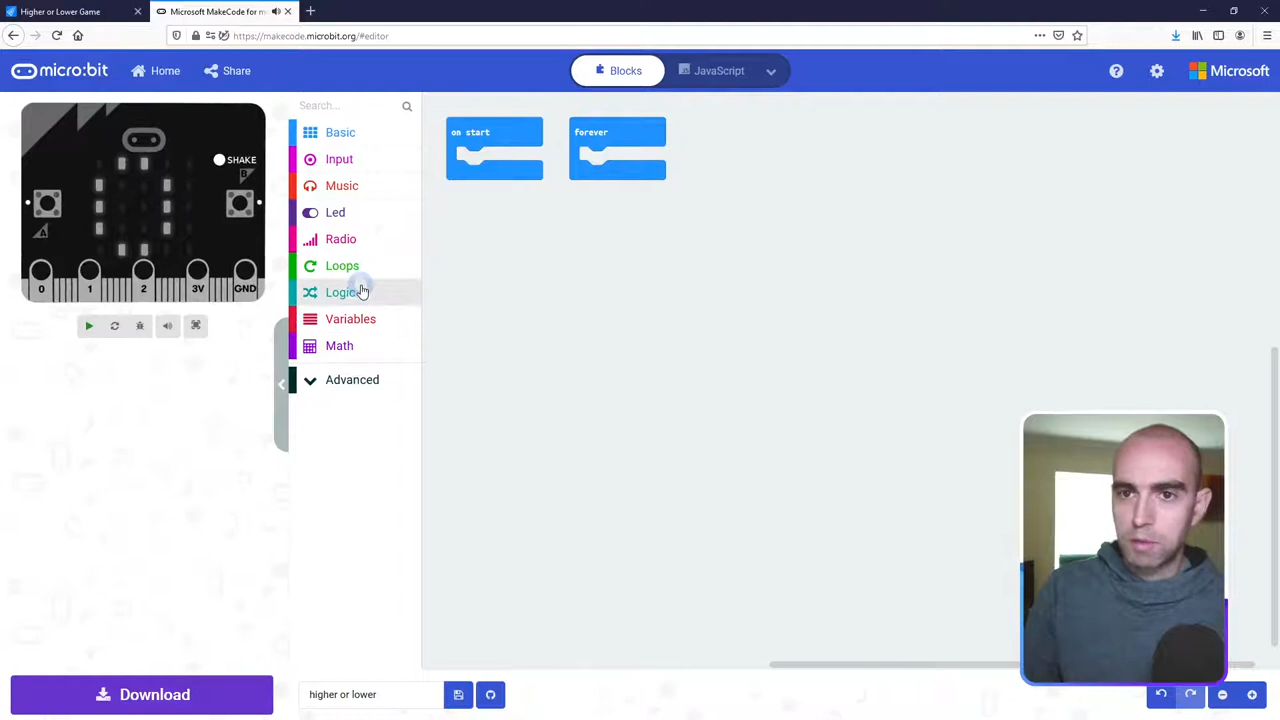 Higher or Lower Game
Microsoft MakeCode for m
https://makecode.microbit.org/#editor
micro:bit
Home
Share
Blocks
JavaScript
Microsoft
Search...
SHAKE
B
A
0 1 2 3V GND
Basic
Input
Music
Led
Radio
Loops
Logic
Variables
Math
Advanced
on start
forever
Download
higher or lower